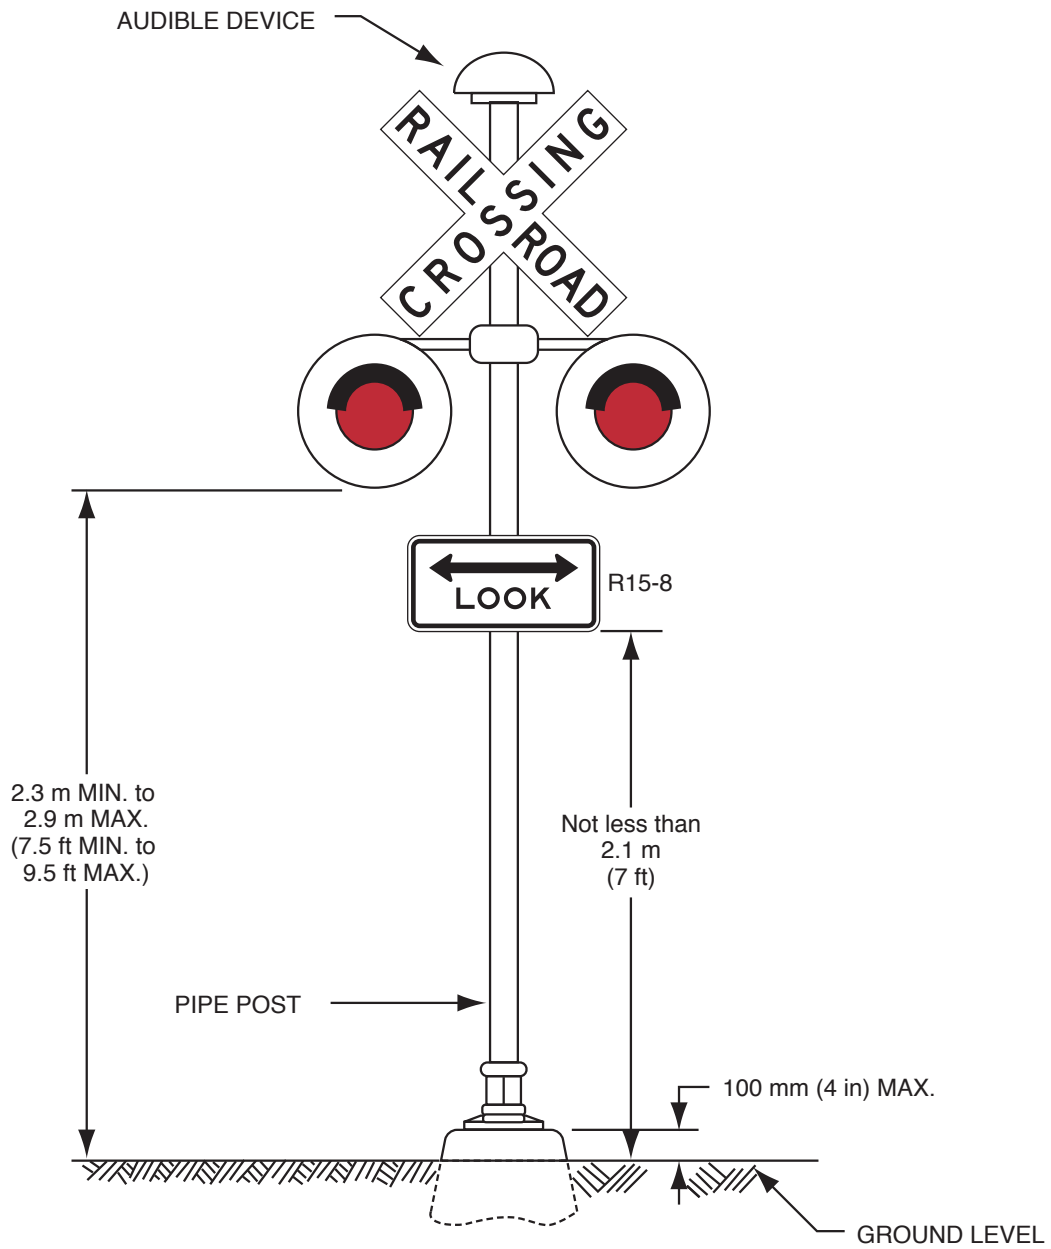 AUDIBLE DEVICE
RAILROAD
CROSSING
LOOK
R15-8
2.3 m MIN. to
2.9 m MAX.
(7.5 ft MIN. to
9.5 ft MAX.)
Not less than
2.1 m
(7 ft)
PIPE POST
100 mm (4 in) MAX.
GROUND LEVEL